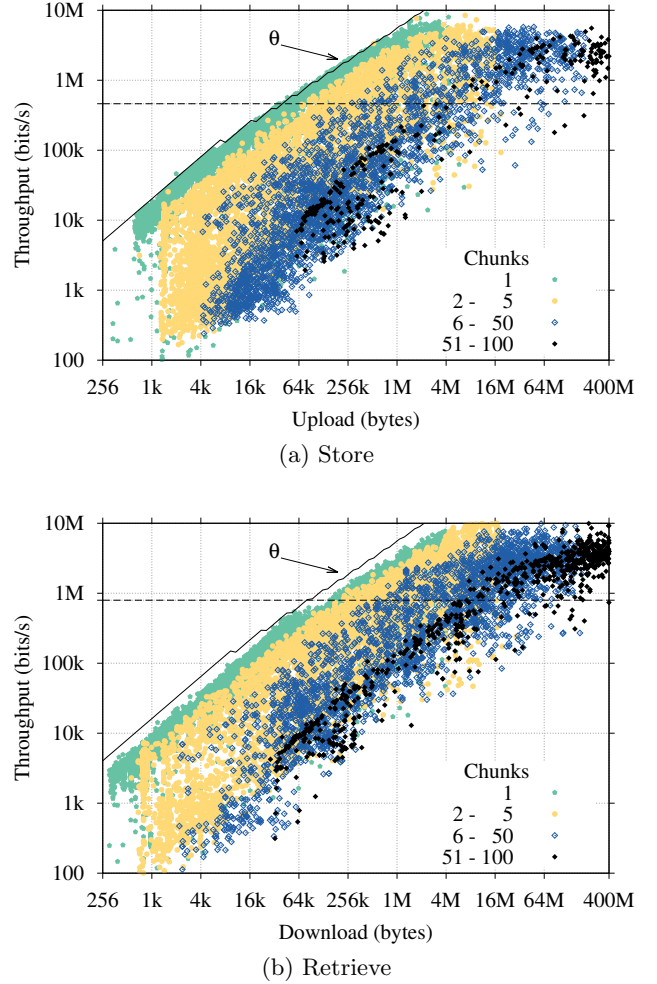 10M
1M
100k
10k
1k
100
Throughput (bits/s)
θ
Chunks
1
2 - 5
6 - 50
51 - 100
256 1k 4k 16k 64k 256k 1M 4M 16M 64M 400M
Upload (bytes)
(a) Store
10M
1M
100k
10k
1k
100
Throughput (bits/s)
θ
Chunks
1
2 - 5
6 - 50
51 - 100
256 1k 4k 16k 64k 256k 1M 4M 16M 64M 400M
Download (bytes)
(b) Retrieve